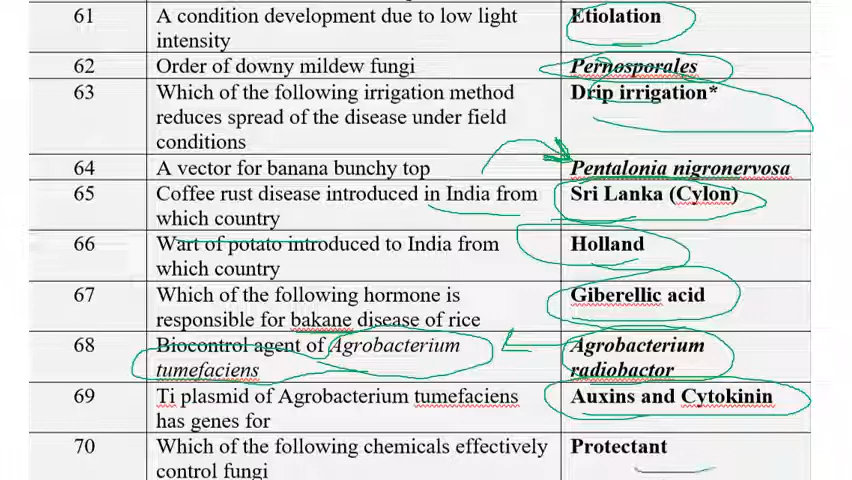 61 A condition development due to low light Etiolation
intensity
62 Order of downy mildew fungi Pernosporales
63 Which of the following irrigation method Drip irrigation*
reduces spread of the disease under field
conditions
64 A vector for banana bunchy top Pentalonia nigronervosa
65 Coffee rust disease introduced in India from Sri Lanka (Cylon)
which country
66 Wart of potato introduced to India from Holland
which country
67 Which of the following hormone is Giberellic acid
responsible for bakane disease of rice
68 Biocontrol agent of Agrobacterium Agrobacterium
tumefaciens radiobactor
69 Ti plasmid of Agrobacterium tumefaciens Auxins and Cytokinin
has genes for
70 Which of the following chemicals effectively Protectant
control fungi